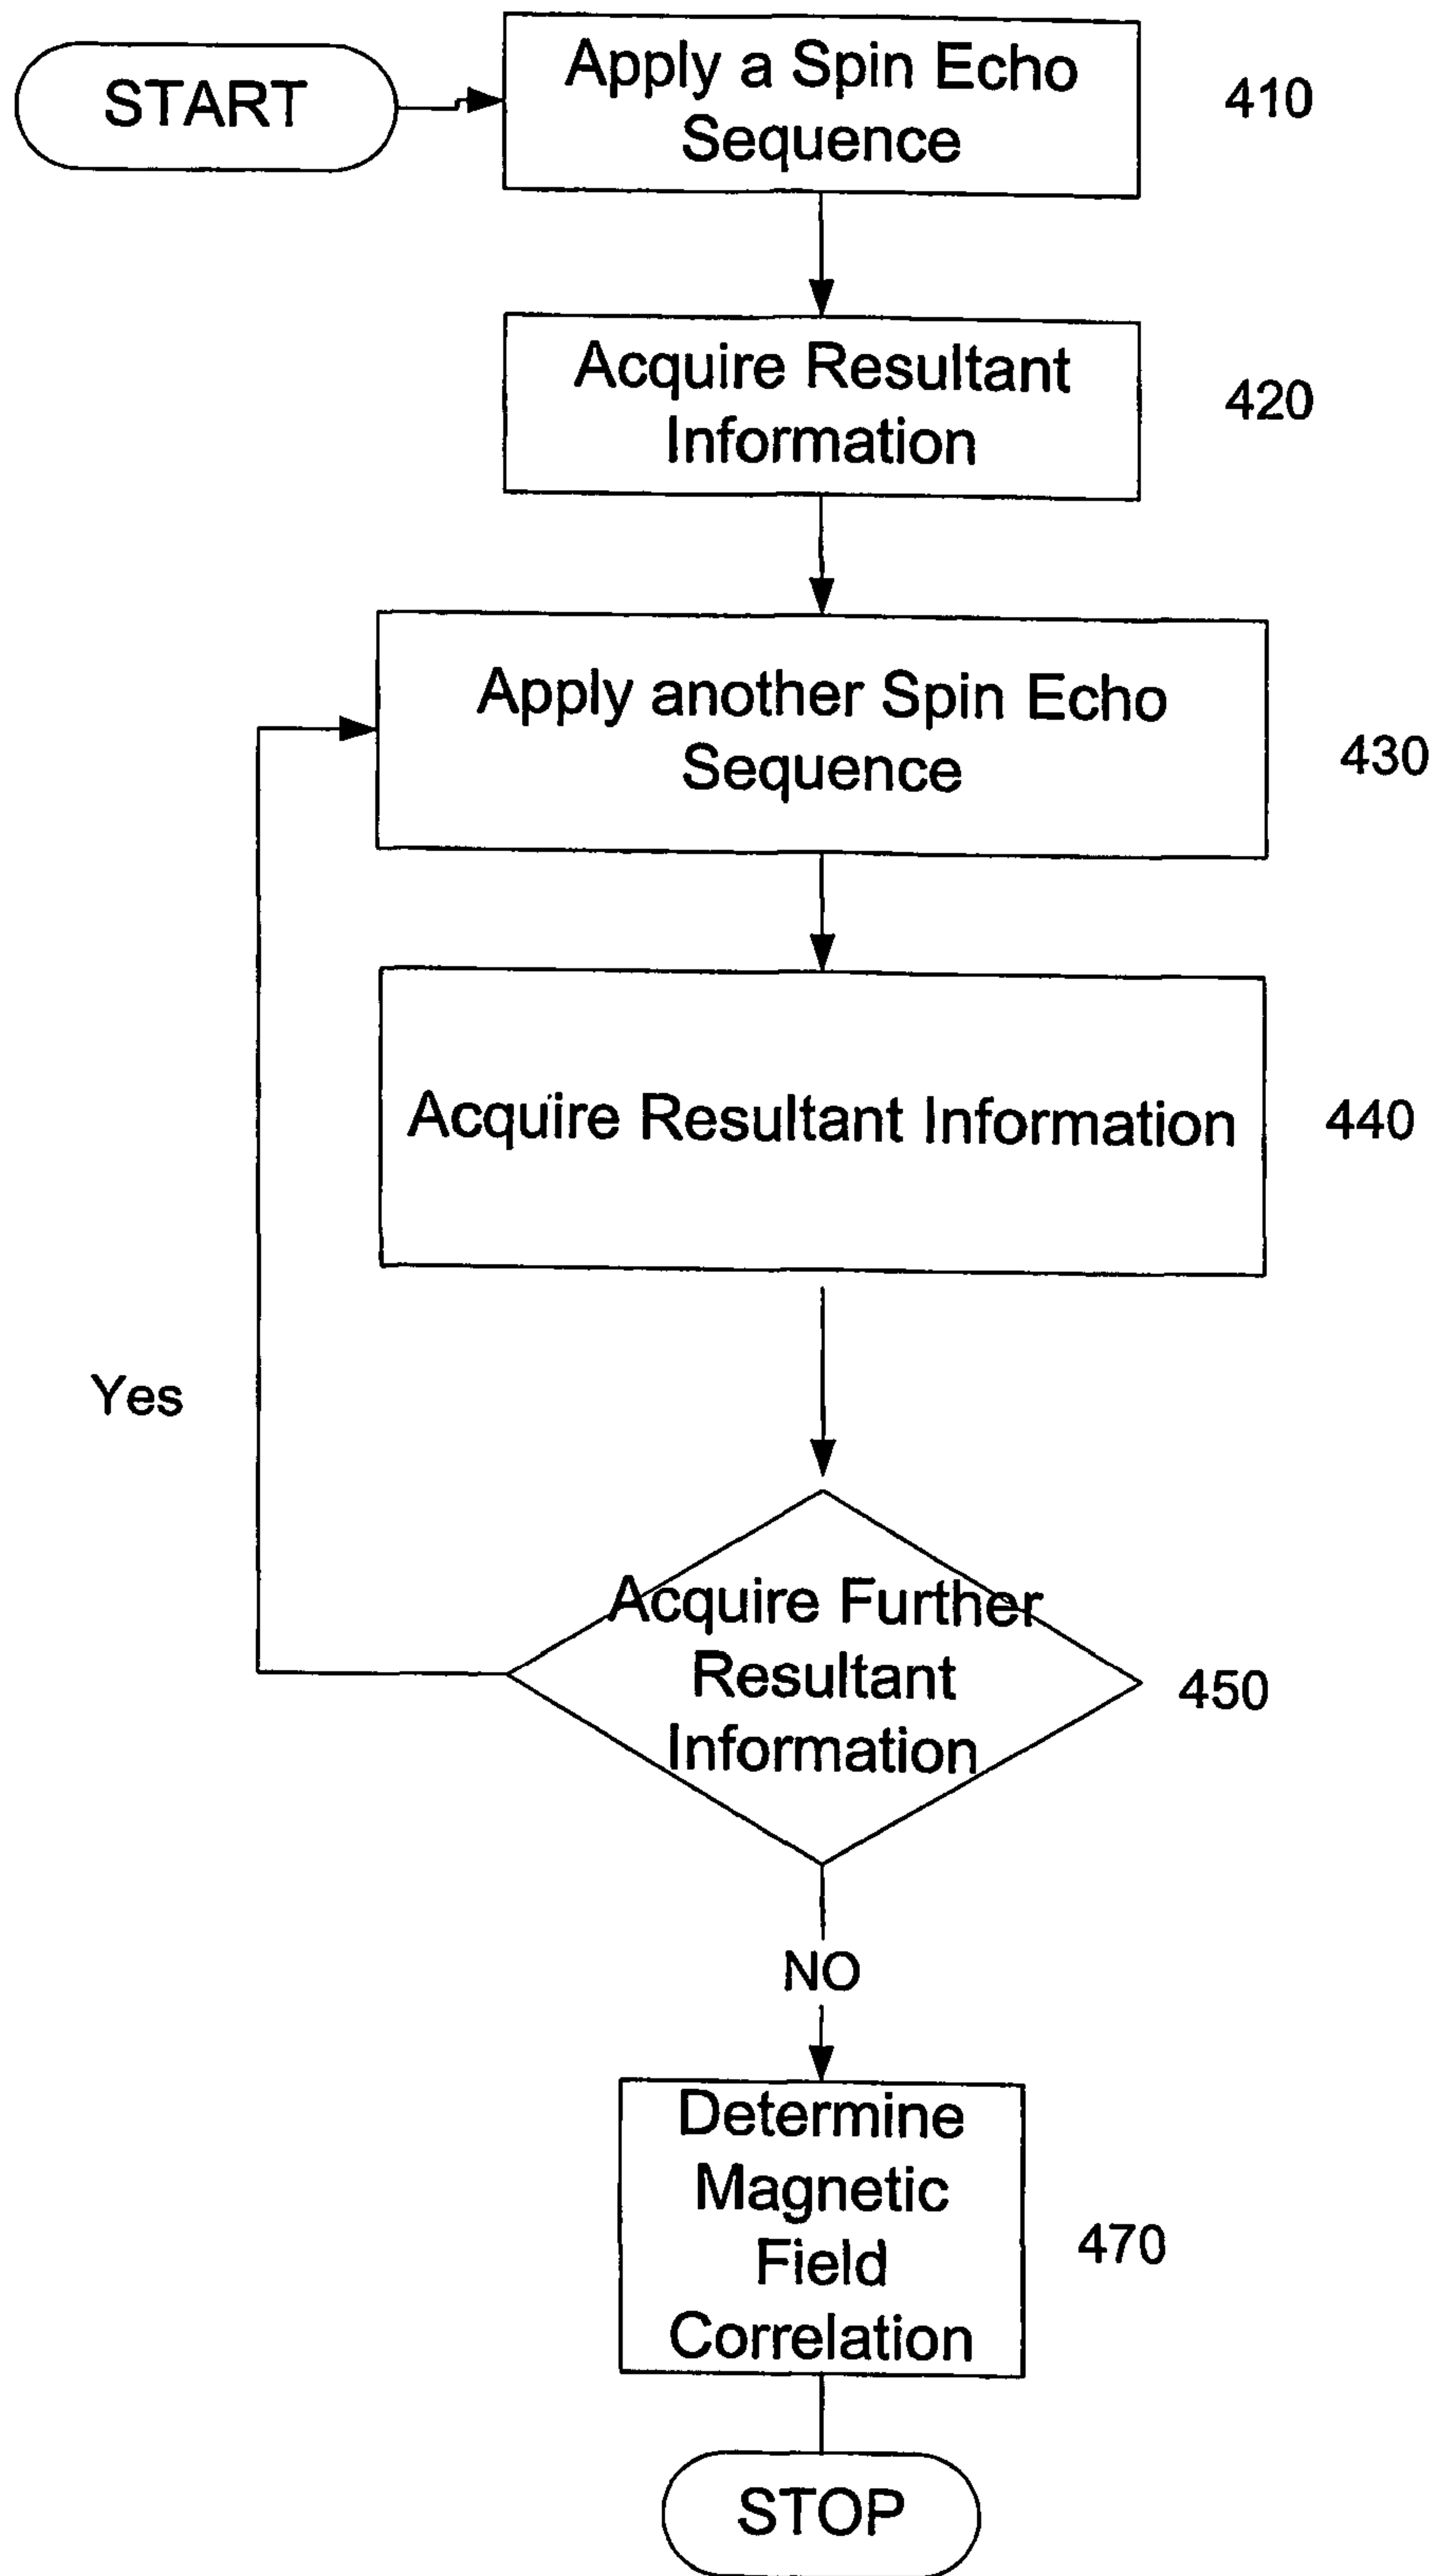 START
Apply a Spin Echo
Sequence
410
Acquire Resultant
Information
420
Apply another Spin Echo
Sequence
430
Acquire Resultant Information
440
Yes
Acquire Further
Resultant
Information
450
NO
Determine
Magnetic
Field
Correlation
470
STOP